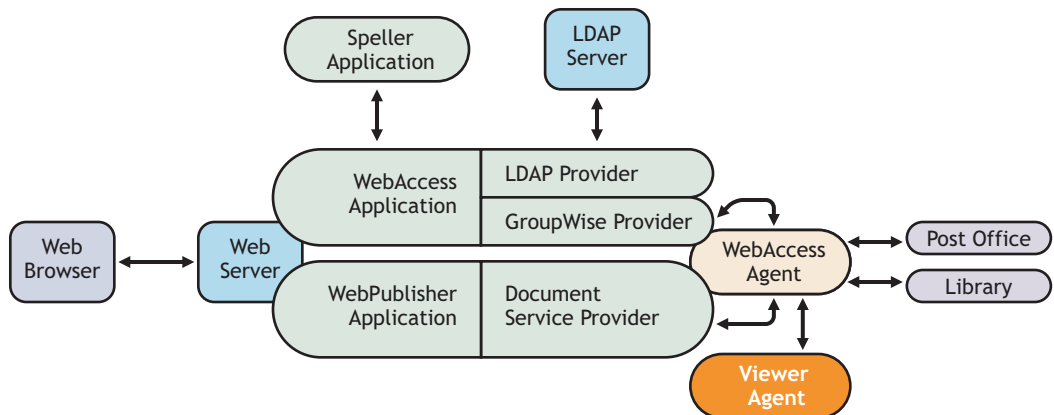 Speller
Application
LDAP
Server
WebAccess
Application
LDAP Provider
GroupWise Provider
Web
Browser
Web
Server
WebAccess
Agent
Post Office
Library
WebPublisher
Application
Document
Service Provider
Viewer
Agent